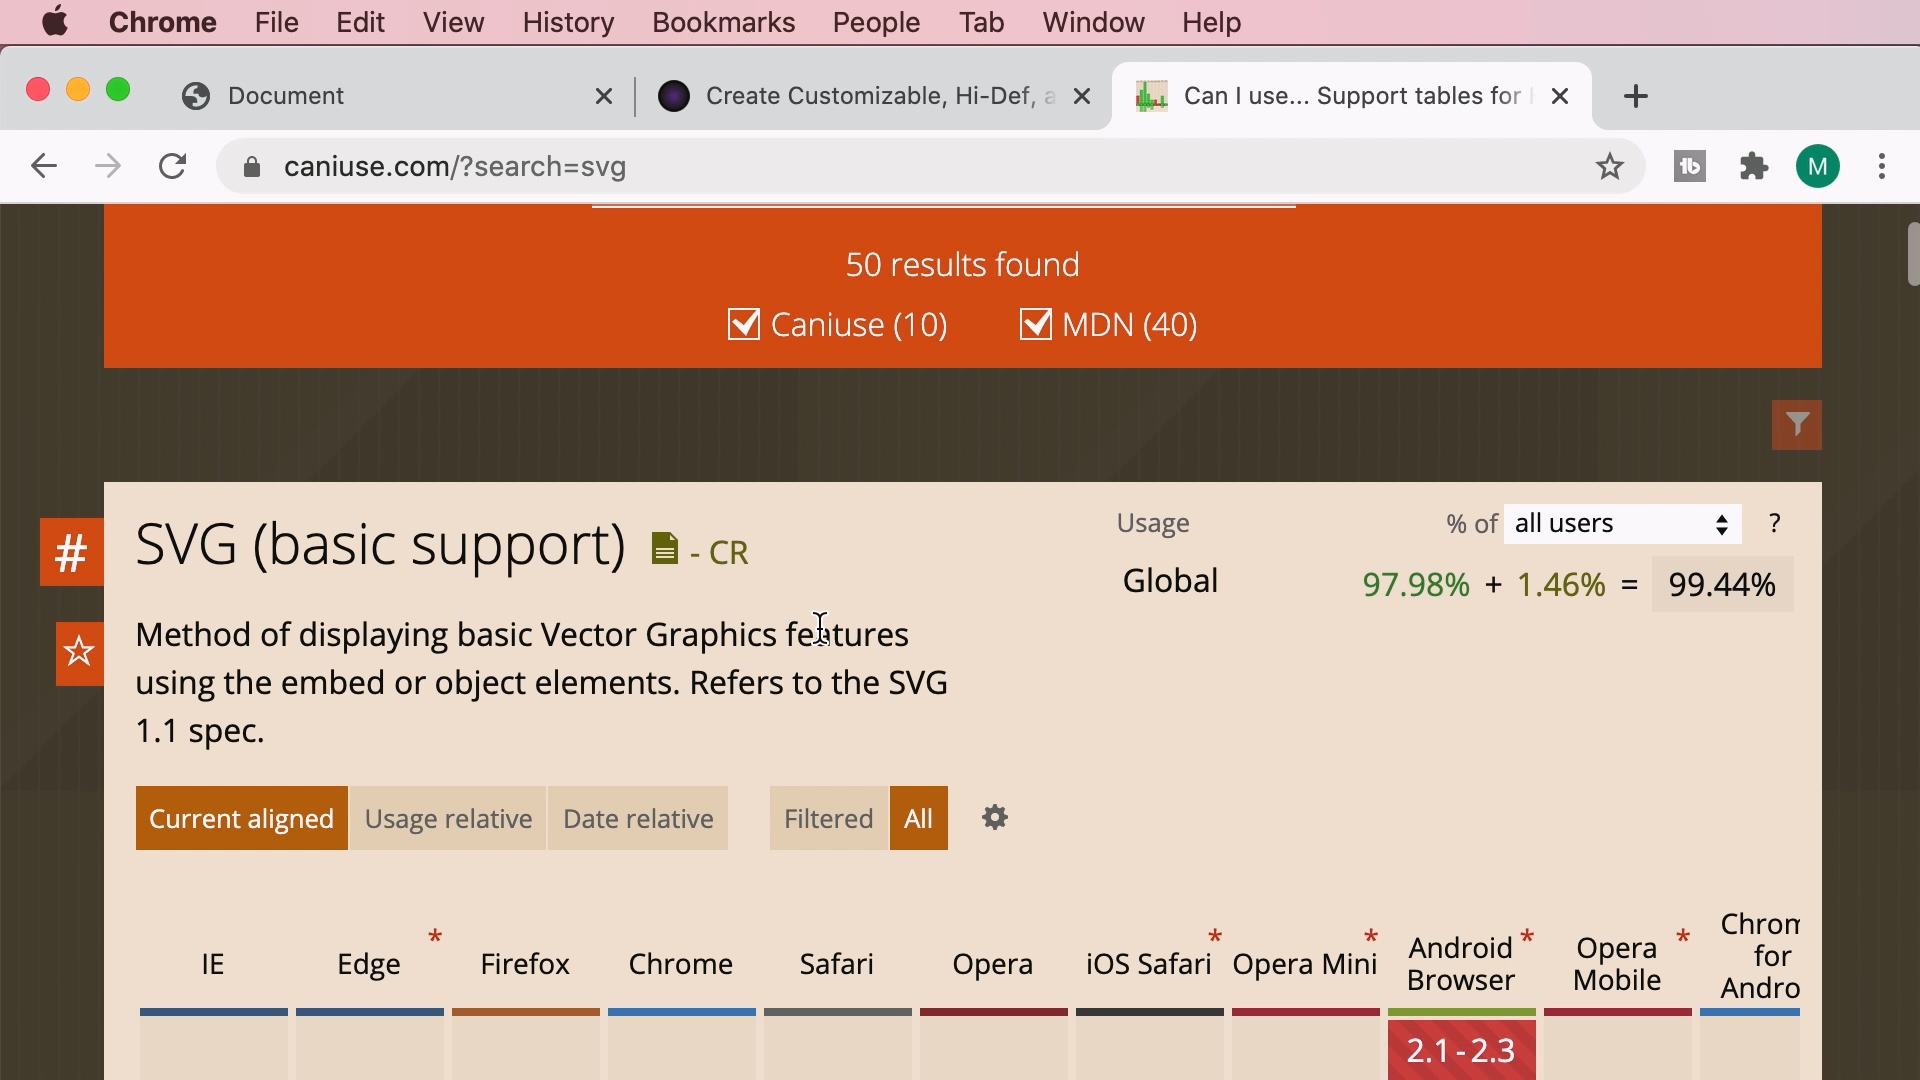 Chrome File Edit View History Bookmarks People Tab Window Help
Document
Create Customizable, Hi-Def, a
Can I use... Support tables for
caniuse.com/?search=svg
M
50 results found
Caniuse (10) MDN (40)
# SVG (basic support) - CR
Usage % of all users ?
Global 97.98% + 1.46% = 99.44%
Method of displaying basic Vector Graphics features
using the embed or object elements. Refers to the SVG
1.1 spec.
Current aligned Usage relative Date relative Filtered All
IE
Edge *
Firefox
Chrome
Safari
Opera
iOS Safari *
Opera Mini *
Android *
Browser
Opera *
Mobile
Chrom
for
Andro
2.1-2.3